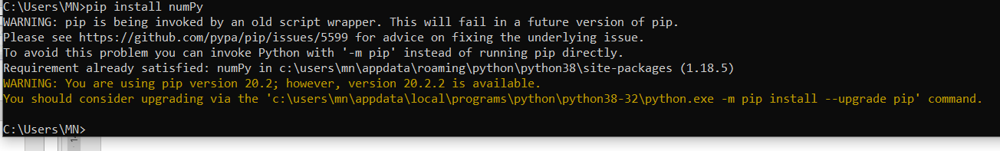 C:\Users\MN>pip install numPy
WARNING: pip is being invoked by an old script wrapper. This will fail in a future version of pip.
Please see https://github.com/pypa/pip/issues/5599 for advice on fixing the underlying issue.
To avoid this problem you can invoke Python with '-m pip' instead of running pip directly.
Requirement already satisfied: numPy in c:\users\mn\appdata\roaming\python\python38\site-packages (1.18.5)
WARNING: You are using pip version 20.2; however, version 20.2.2 is available.
You should consider upgrading via the 'c:\users\mn\appdata\local\programs\python\python38-32\python.exe -m pip install --upgrade pip' command.
C:\Users\MN>